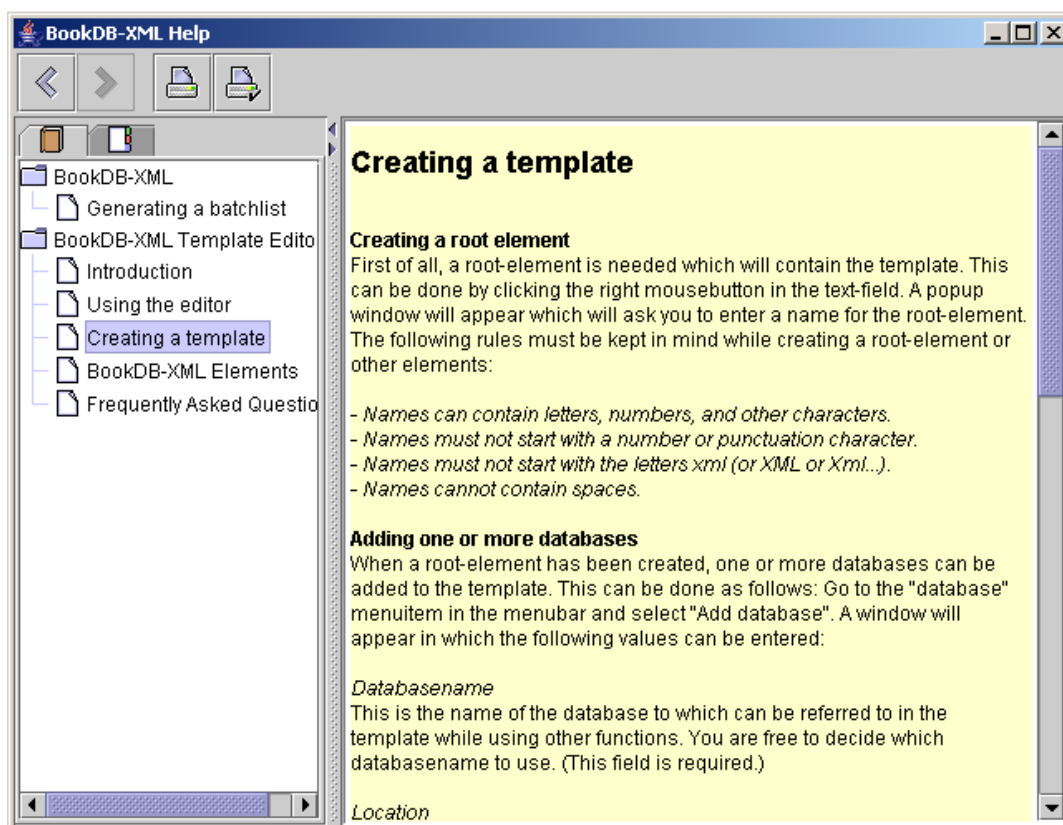 BookDB-XML Help
BookDB-XML
Generating a batchlist
BookDB-XML Template Edito
Introduction
Using the editor
Creating a template
BookDB-XML Elements
Frequently Asked Questio
Creating a template
Creating a root element
First of all, a root-element is needed which will contain the template. This
can be done by clicking the right mousebutton in the text-field. A popup
window will appear which will ask you to enter a name for the root-element.
The following rules must be kept in mind while creating a root-element or
other elements:
- Names can contain letters, numbers, and other characters.
- Names must not start with a number or punctuation character.
- Names must not start with the letters xml (or XML or Xml...).
- Names cannot contain spaces.
Adding one or more databases
When a root-element has been created, one or more databases can be
added to the template. This can be done as follows: Go to the "database"
menuitem in the menubar and select "Add database". A window will
appear in which the following values can be entered:
Databasename
This is the name of the database to which can be referred to in the
template while using other functions. You are free to decide which
databasename to use. (This field is required.)
Location